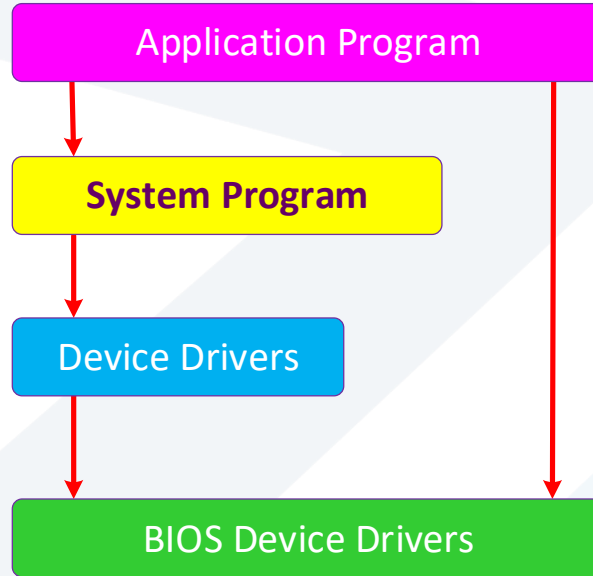 Application Program
System Program
Device Drivers
BIOS Device Drivers